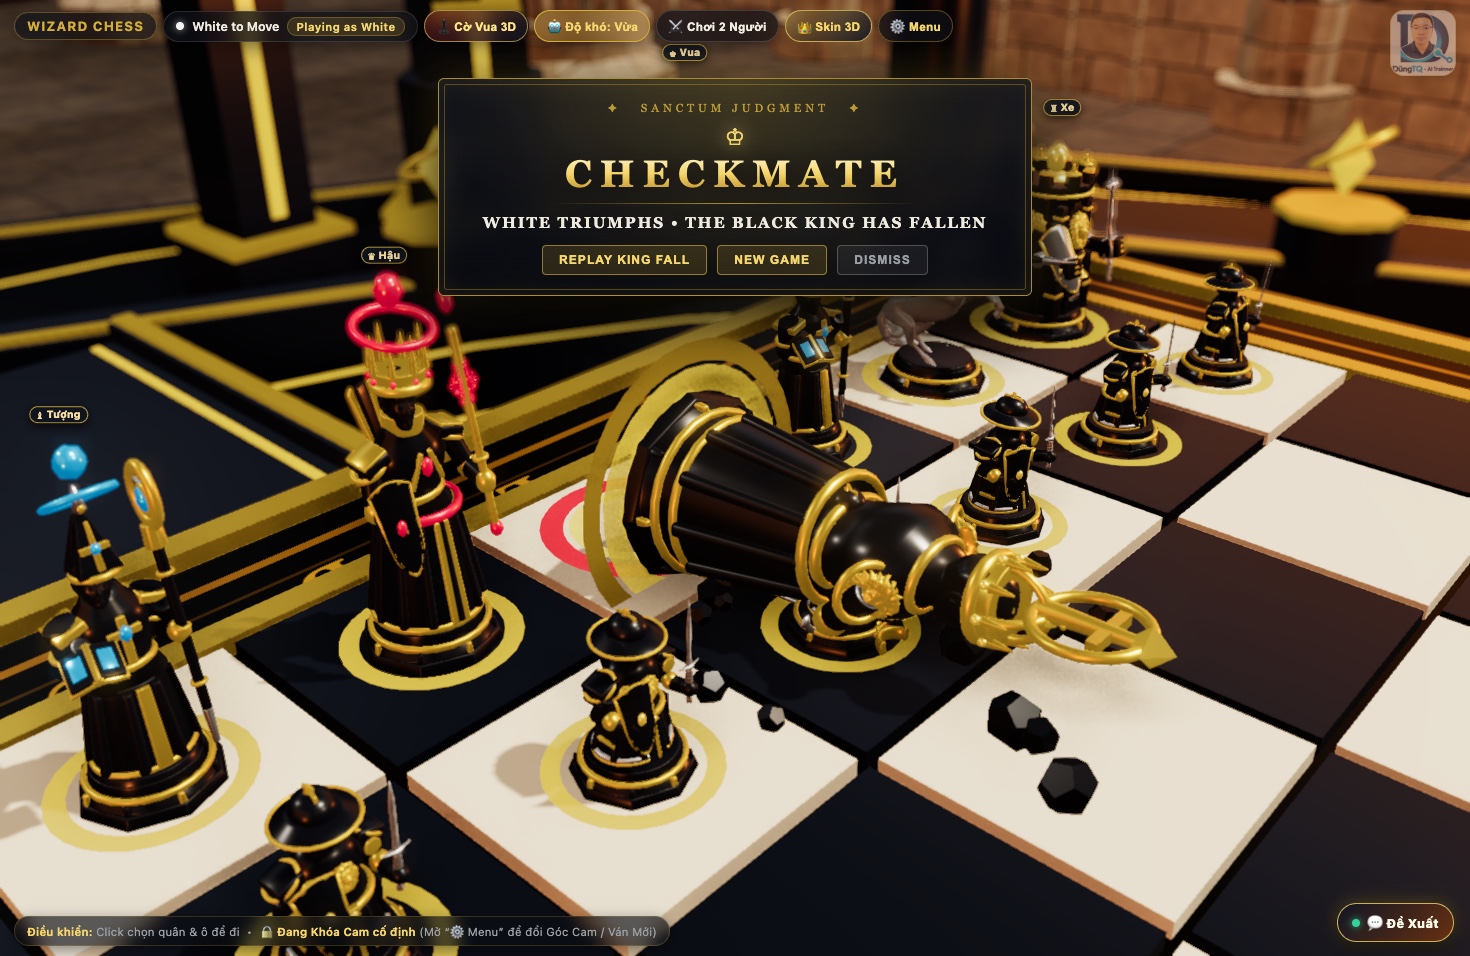 WIZARD CHESS
White to Move Playing as White
Cờ Vua 3D
Độ khó: Vừa
Chơi 2 Người
Skin 3D
Menu
DũngTQ - AI Trainman
Vua
SANCTUM JUDGMENT
Xe
CHECKMATE
WHITE TRIUMPHS • THE BLACK KING HAS FALLEN
REPLAY KING FALL
NEW GAME
DISMISS
Hậu
Tượng
Điều khiển: Click chọn quân & ô để đi • Đang Khóa Cam cố định (Mở "⚙️ Menu" để đổi Góc Cam / Ván Mới)
Đề Xuất